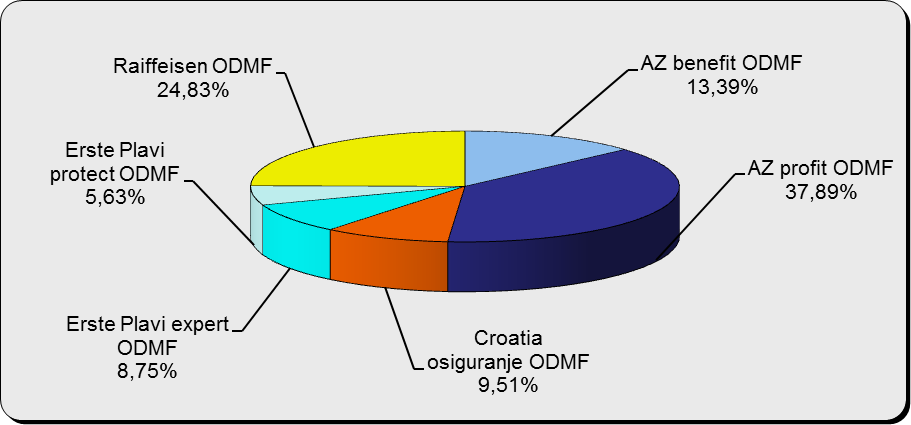 Raiffeisen ODMF
24,83%
AZ benefit ODMF
13,39%
Erste Plavi
protect ODMF
5,63%
AZ profit ODMF
37,89%
Erste Plavi expert
ODMF
8,75%
Croatia
osiguranje ODMF
9,51%